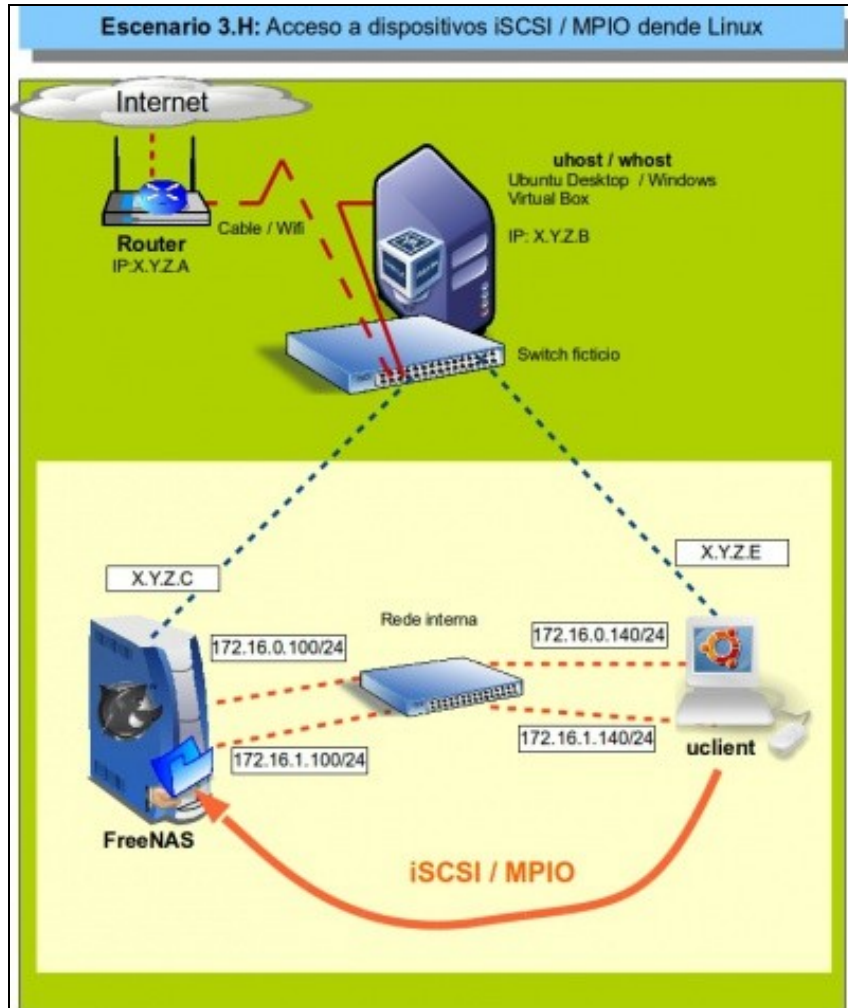 Escenario 3.H: Acceso a dispositivos iSCSI / MPIO dende Linux
Internet
Router
IP:X.Y.Z.A
Cable / Wifi
uhost / whost
Ubuntu Desktop / Windows
Virtual Box
IP: X.Y.Z.B
Switch ficticio
X.Y.Z.C
X.Y.Z.E
Rede interna
172.16.0.100/24
172.16.0.140/24
172.16.1.100/24
172.16.1.140/24
uclient
FreeNAS
iSCSI / MPIO